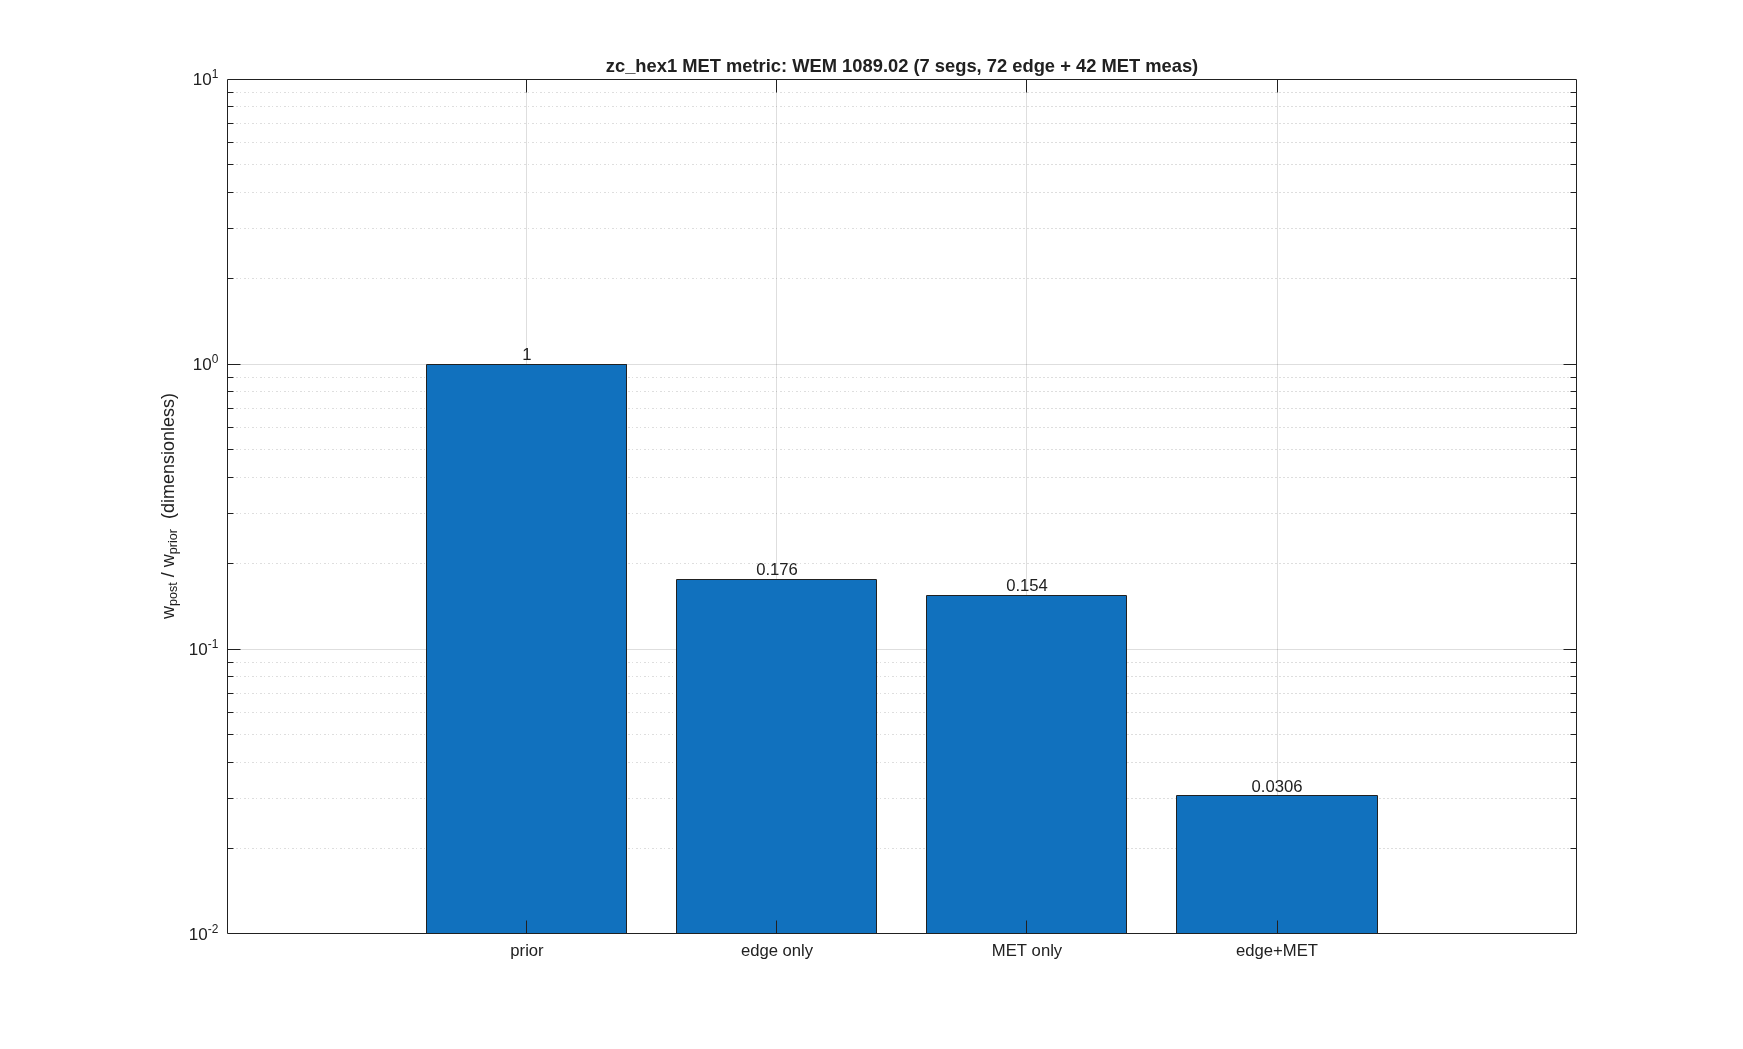 zc_hex1 MET metric: WEM 1089.02 (7 segs, 72 edge + 42 MET meas)
10^1
10^0
10^-1
10^-2
w_post / w_prior (dimensionless)
1
0.176
0.154
0.0306
prior
edge only
MET only
edge+MET